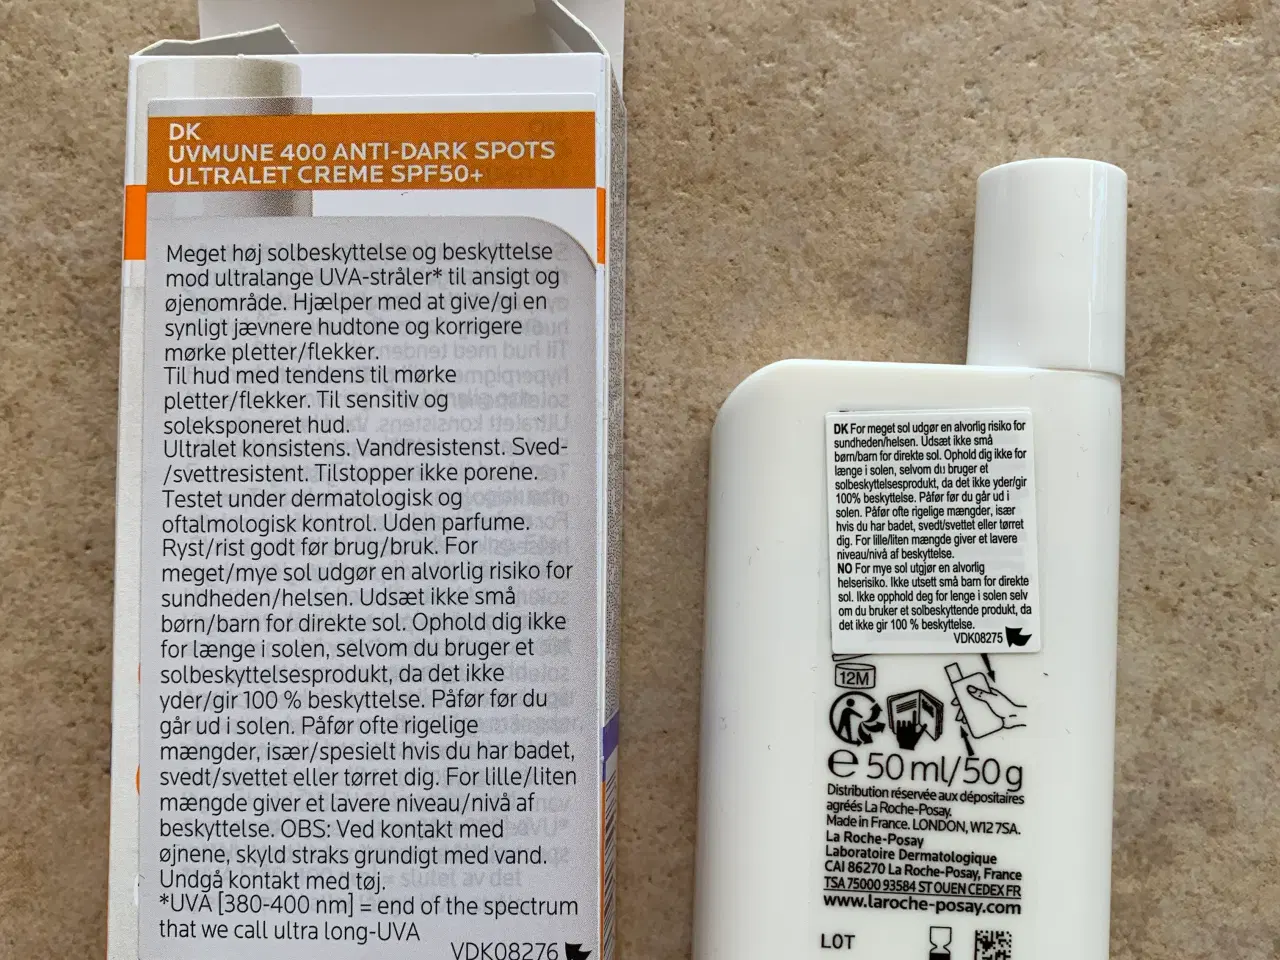 DK
UVMUNE 400 ANTI-DARK SPOTS
ULTRALET CREME SPF50+
Meget høj solbeskyttelse og beskyttelse
mod ultralange UVA-stråler* til ansigt og
øjenområde. Hjælper med at give/gi en
synligt jævnere hudtone og korrigere
mørke pletter/flekker.
Til hud med tendens til mørke
pletter/flekker. Til sensitiv og
soleksponeret hud.
Ultralet konsistens. Vandresistenst. Sved-
/svettresistent. Tilstopper ikke porene.
Testet under dermatologisk og
oftalmologisk kontrol. Uden parfume.
Ryst/rist godt før brug/bruk. For
meget/mye sol udgør en alvorlig risiko for
sundheden/helsen. Udsæt ikke små
børn/barn for direkte sol. Ophold dig ikke
for længe i solen, selvom du bruger et
solbeskyttelsesprodukt, da det ikke
yder/gir 100 % beskyttelse. Påfør før du
går ud i solen. Påfør ofte rigelige
mængder, især/spesielt hvis du har badet,
svedt/svettet eller tørret dig. For lille/liten
mængde giver et lavere niveau/nivå af
beskyttelse. OBS: Ved kontakt med
øjnene, skyld straks grundigt med vand.
Undgå kontakt med tøj.
*UVA [380-400 nm] = end of the spectrum
that we call ultra long-UVA
VDK08276
DK For meget sol udgør en alvorlig risiko for
sundheden/helsen. Udsæt ikke små
børn/barn for direkte sol. Ophold dig ikke for
længe i solen, selvom du bruger et
solbeskyttelsesprodukt, da det ikke yder/gir
100% beskyttelse. Påfør før du går ud i
solen. Påfør ofte rigelige mængder, især
hvis du har badet, svedt/svettet eller tørret
dig. For lille/liten mængde giver et lavere
niveau/nivå af beskyttelse.
NO For mye sol utgjør en alvorlig
helserisiko. Ikke utsett små barn for direkte
sol. Ikke opphold deg for lenge i solen selv
om du bruker et solbeskyttende produkt, da
det ikke gir 100 % beskyttelse.
VDK08275
12M
e 50 ml/50 g
Distribution réservée aux dépositaires
agréés La Roche-Posay.
Made in France. LONDON, W12 7SA.
La Roche-Posay
Laboratoire Dermatologique
CAI 86270 La Roche-Posay, France
TSA 75000 93584 ST OUEN CEDEX FR
www.laroche-posay.com
LOT